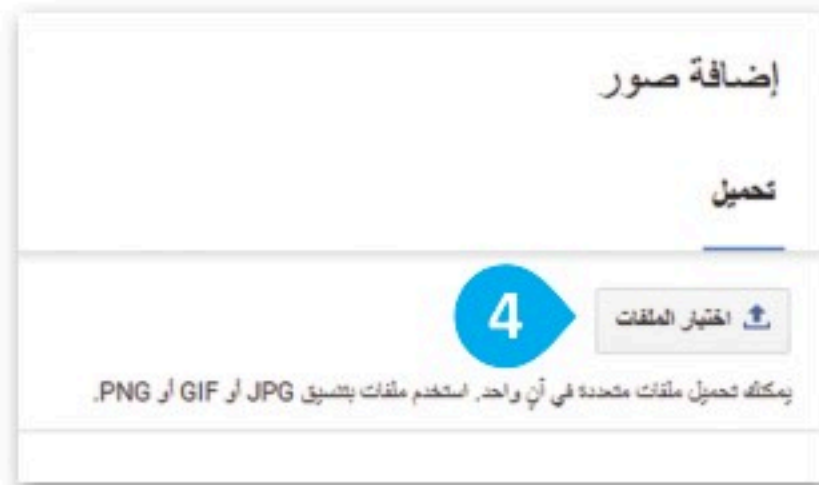 إضافة صور
تحميل
اختيار الملفات
4
يمكنك تحميل ملفات متعددة في آنٍ واحد. استخدم ملفات بتنسيق JPG أو GIF أو PNG.